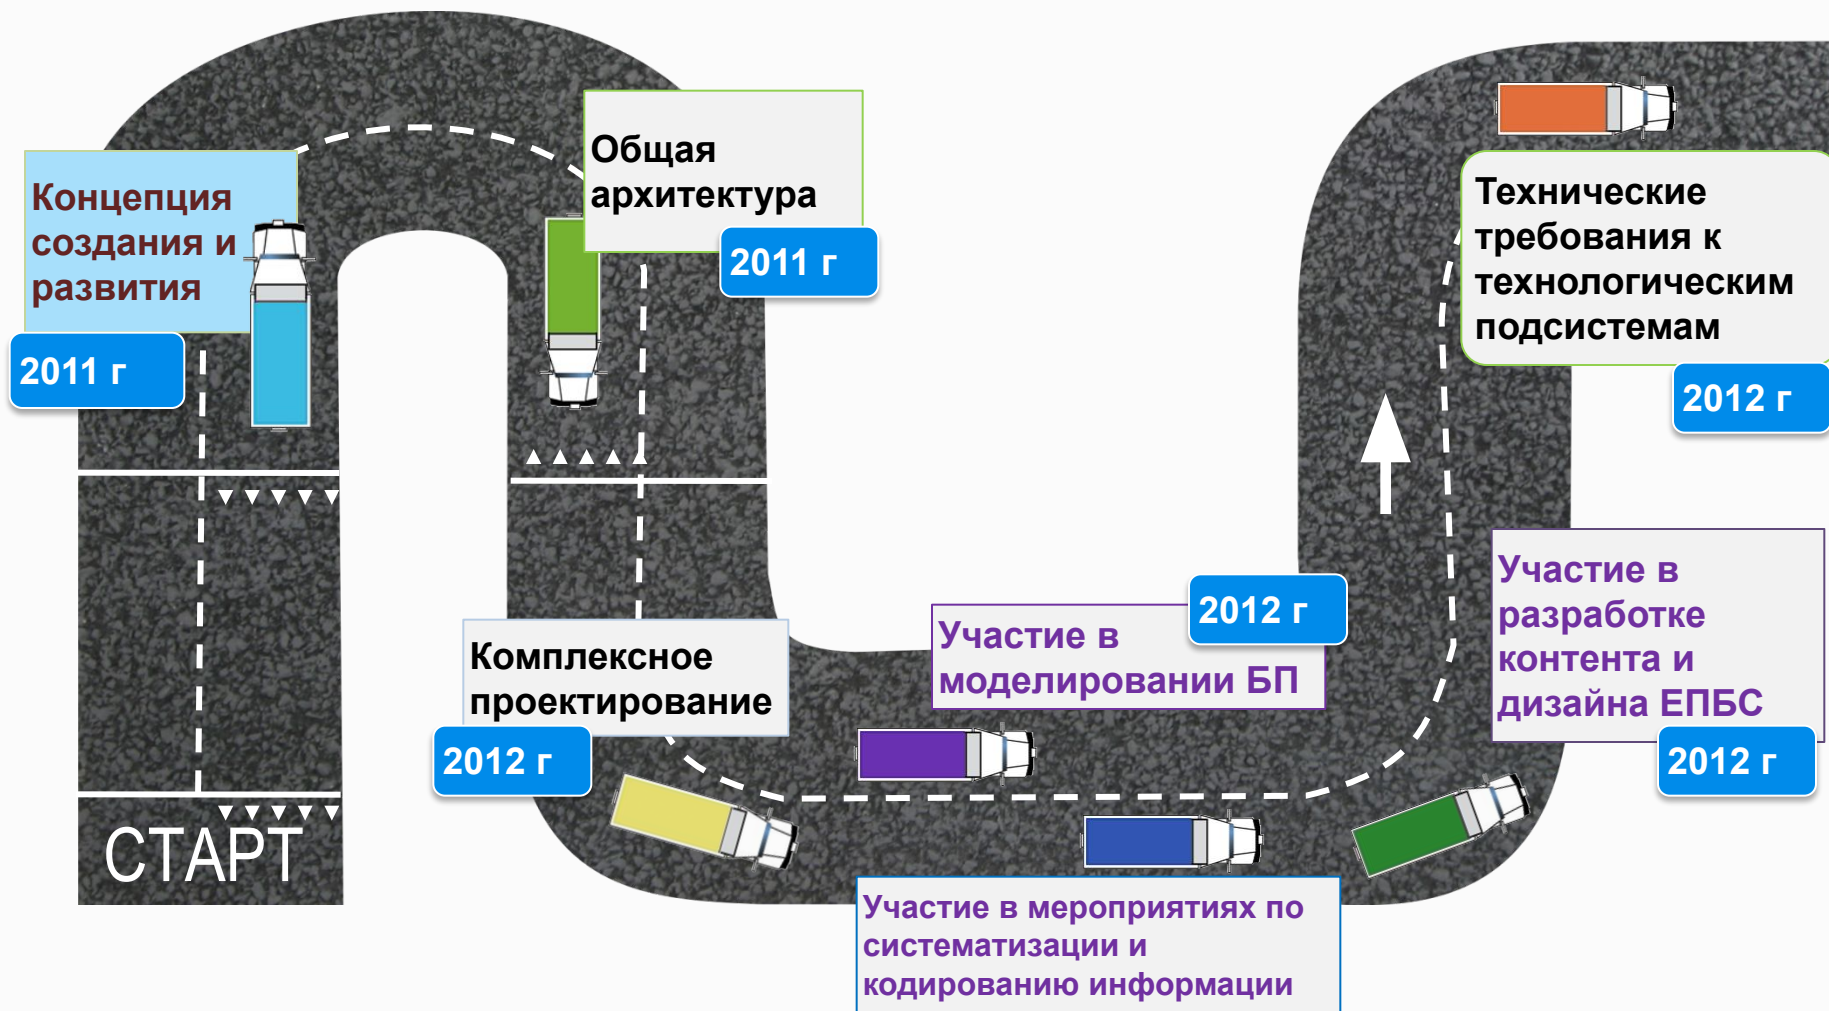 Концепция
создания и
развития
2011 г
Общая
архитектура
2011 г
Технические
требования к
технологическим
подсистемам
2012 г
Участие в
разработке
контента и
дизайна ЕПБС
2012 г
Участие в
моделировании БП
2012 г
Комплексное
проектирование
2012 г
СТАРТ
Участие в мероприятиях по
систематизации и
кодированию информации